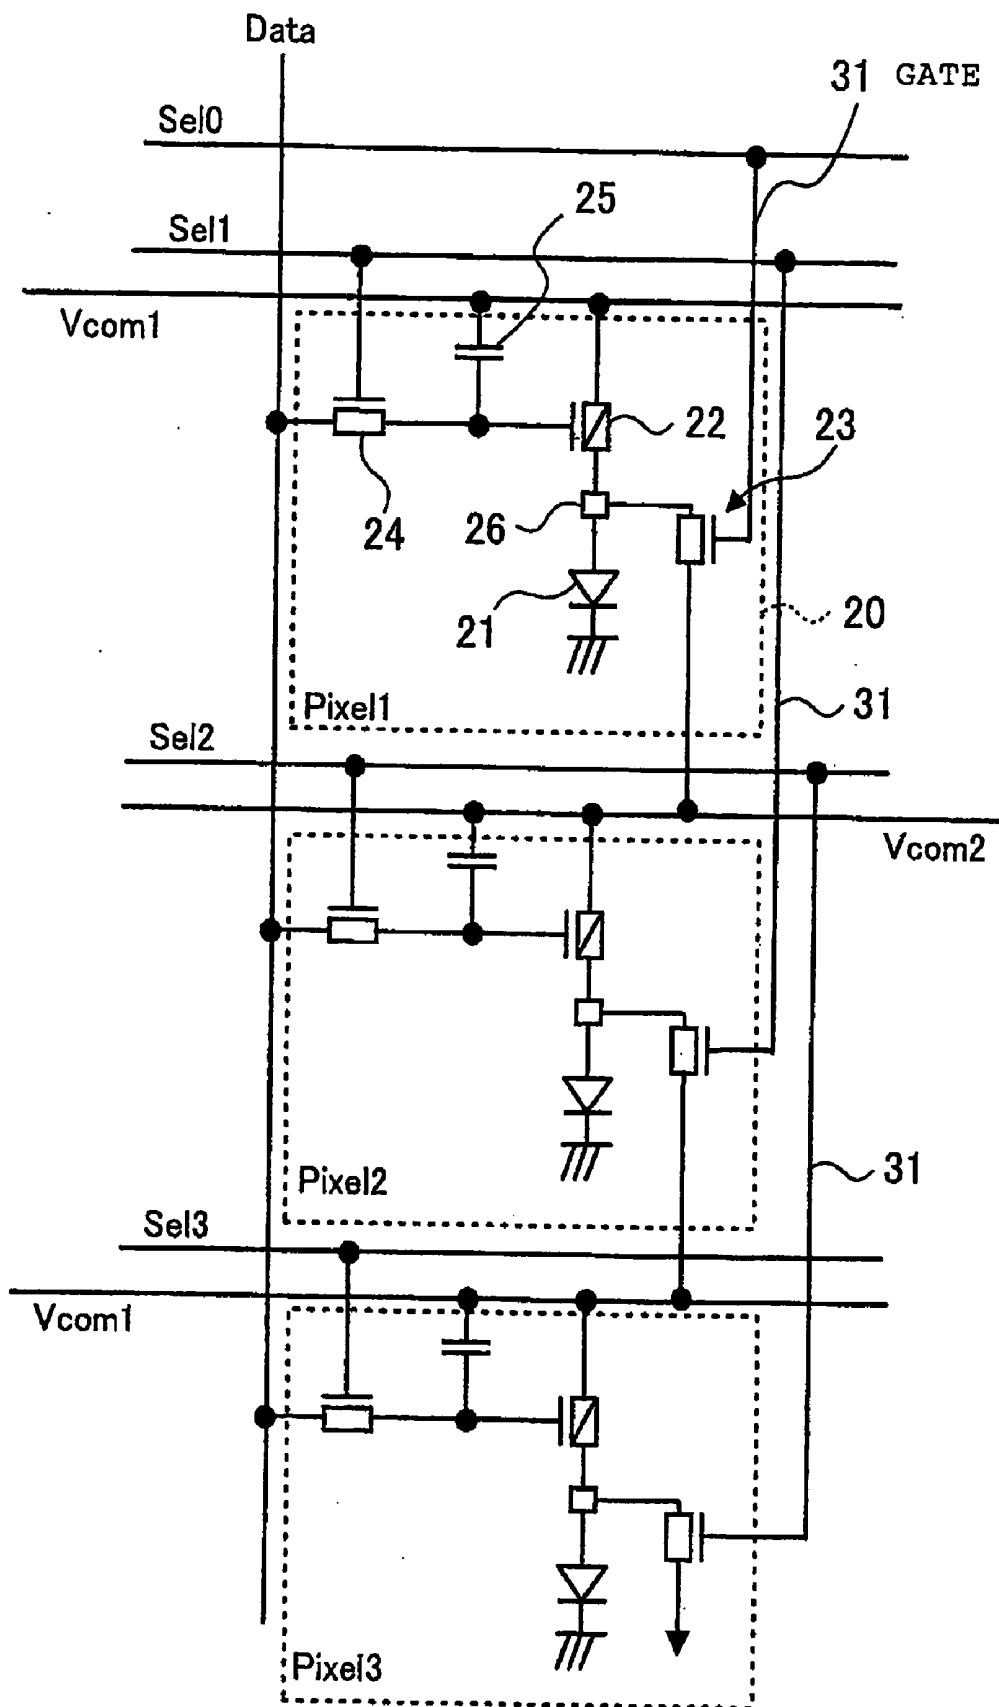 Data
31 GATE
Sel0
25
Sel1
Vcom1
22
23
24
26
21
20
Pixel1
31
Sel2
Vcom2
Pixel2
31
Sel3
Vcom1
Pixel3